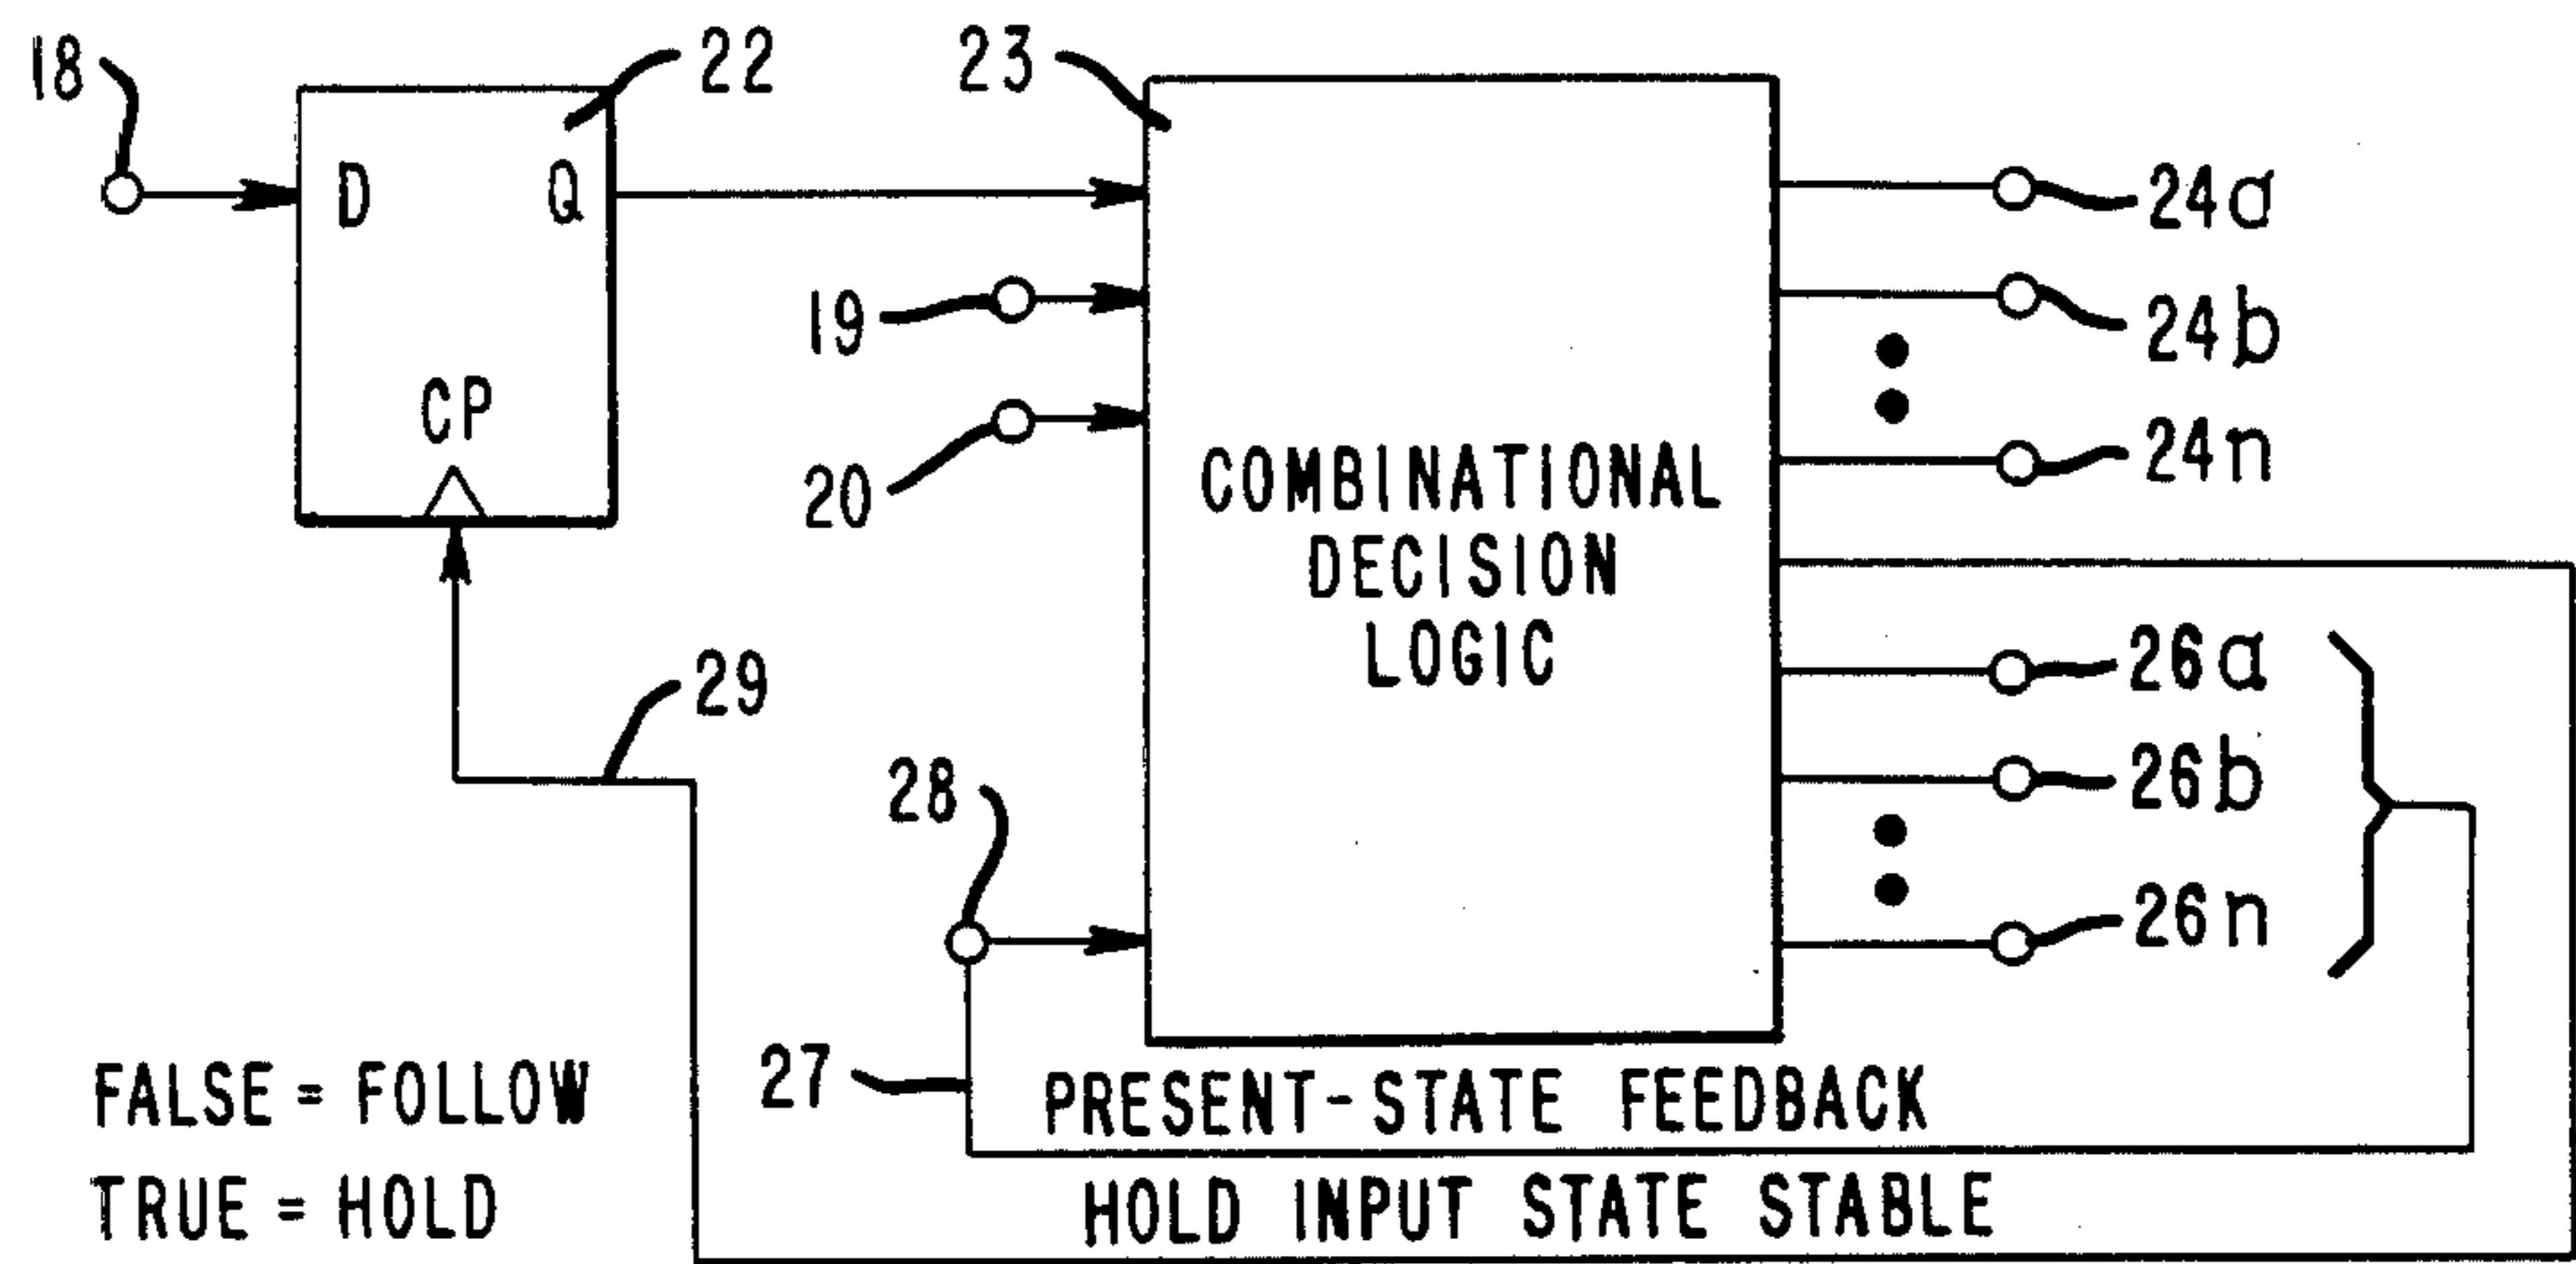 18
22
23
D
Q
24a
19
24b
CP
20
24n
COMBINATIONAL
DECISION
LOGIC
26a
29
28
26b
26n
27
PRESENT-STATE FEEDBACK
FALSE = FOLLOW
TRUE = HOLD
HOLD INPUT STATE STABLE